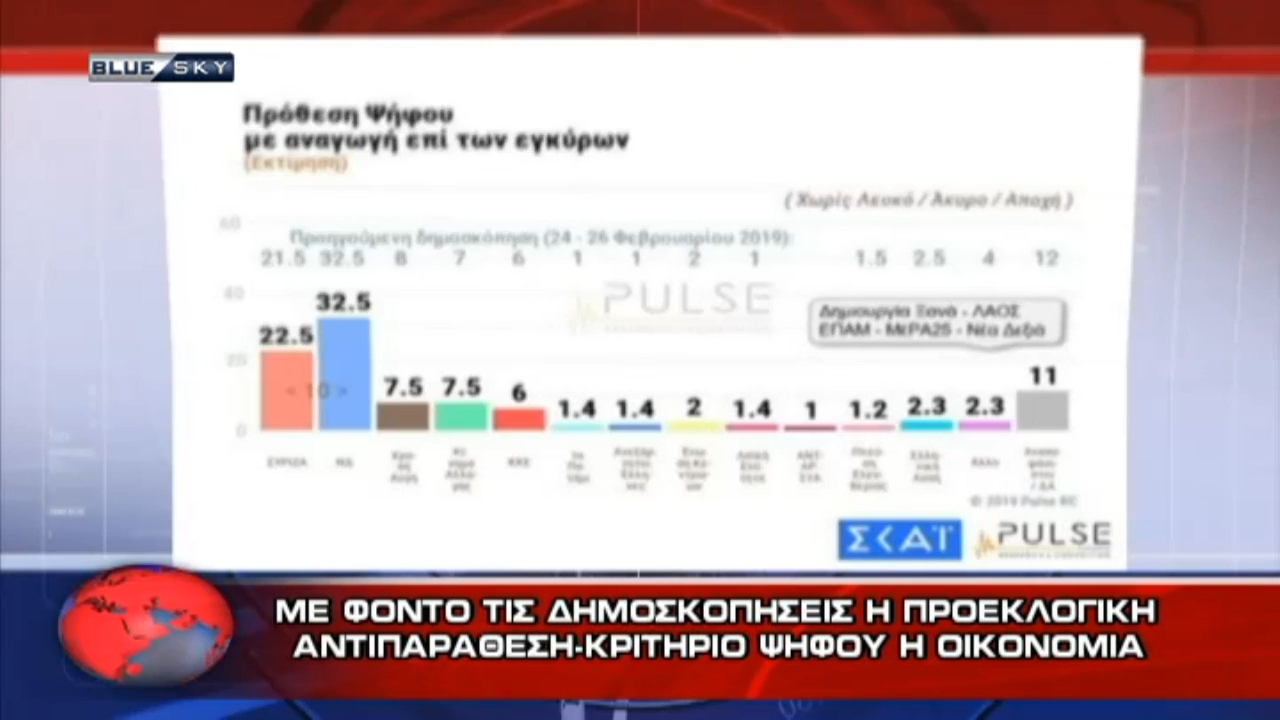 BLUE SKY
Πρόθεση Ψήφου
με αναγωγή επί των εγκύρων
(Εκτίμηση)
( Χωρίς Λευκό / Άκυρο / Αποχή )
60
Προηγούμενη δημοσκόπηση (24 - 26 Φεβρουαρίου 2019):
21.5 32.5 8 7 6 1 1 2 1 1.5 2.5 4 12
PULSE
40
32.5
Δημιουργία Ξανά - ΛΑΟΣ
ΕΠΑΜ - ΜέΡΑ25 - Νέα Δεξιά
22.5
20
< 10 >
7.5 7.5 6 1.4 1.4 2 1.4 1 1.2 2.3 2.3 11
0
ΣΥΡΙΖΑ ΝΔ ΚΚΕ Άλλο
© 2019 Pulse RC
ΣΚΑΪ PULSE
ΜΕ ΦΟΝΤΟ ΤΙΣ ΔΗΜΟΣΚΟΠΗΣΕΙΣ Η ΠΡΟΕΚΛΟΓΙΚΗ
ΑΝΤΙΠΑΡΑΘΕΣΗ-ΚΡΙΤΗΡΙΟ ΨΗΦΟΥ Η ΟΙΚΟΝΟΜΙΑ